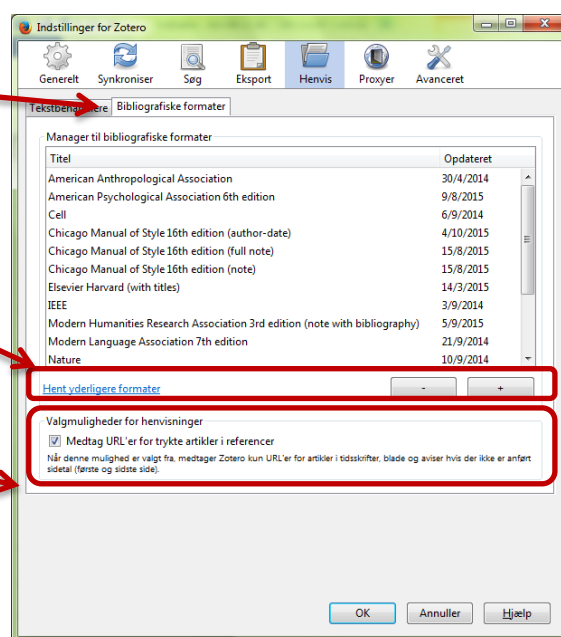 Indstillinger for Zotero
Generelt Synkroniser Søg Eksport Henvis Proxyer Avanceret
Tekstbehandlere Bibliografiske formater
Manager til bibliografiske formater
Titel Opdateret
American Anthropological Association 30/4/2014
American Psychological Association 6th edition 9/8/2015
Cell 6/9/2014
Chicago Manual of Style 16th edition (author-date) 4/10/2015
Chicago Manual of Style 16th edition (full note) 15/8/2015
Chicago Manual of Style 16th edition (note) 15/8/2015
Elsevier Harvard (with titles) 14/3/2015
IEEE 3/9/2014
Modern Humanities Research Association 3rd edition (note with bibliography) 5/9/2015
Modern Language Association 7th edition 21/9/2014
Nature 10/9/2014
Hent yderligere formater - +
Valgmuligheder for henvisninger
Medtag URL'er for trykte artikler i referencer
Når denne mulighed er valgt fra, medtager Zotero kun URL'er for artikler i tidsskrifter, blade og aviser hvis der ikke er anført
sidetal (første og sidste side).
OK Annuller Hjælp